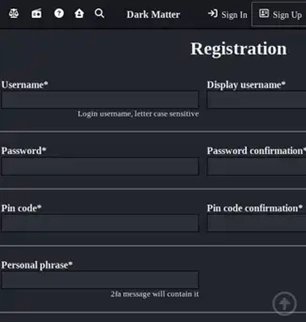 Dark Matter Sign In Sign Up
Registration
Username* Display username*
Login username, letter case sensitive
Password* Password confirmation*
Pin code* Pin code confirmation*
Personal phrase*
2fa message will contain it